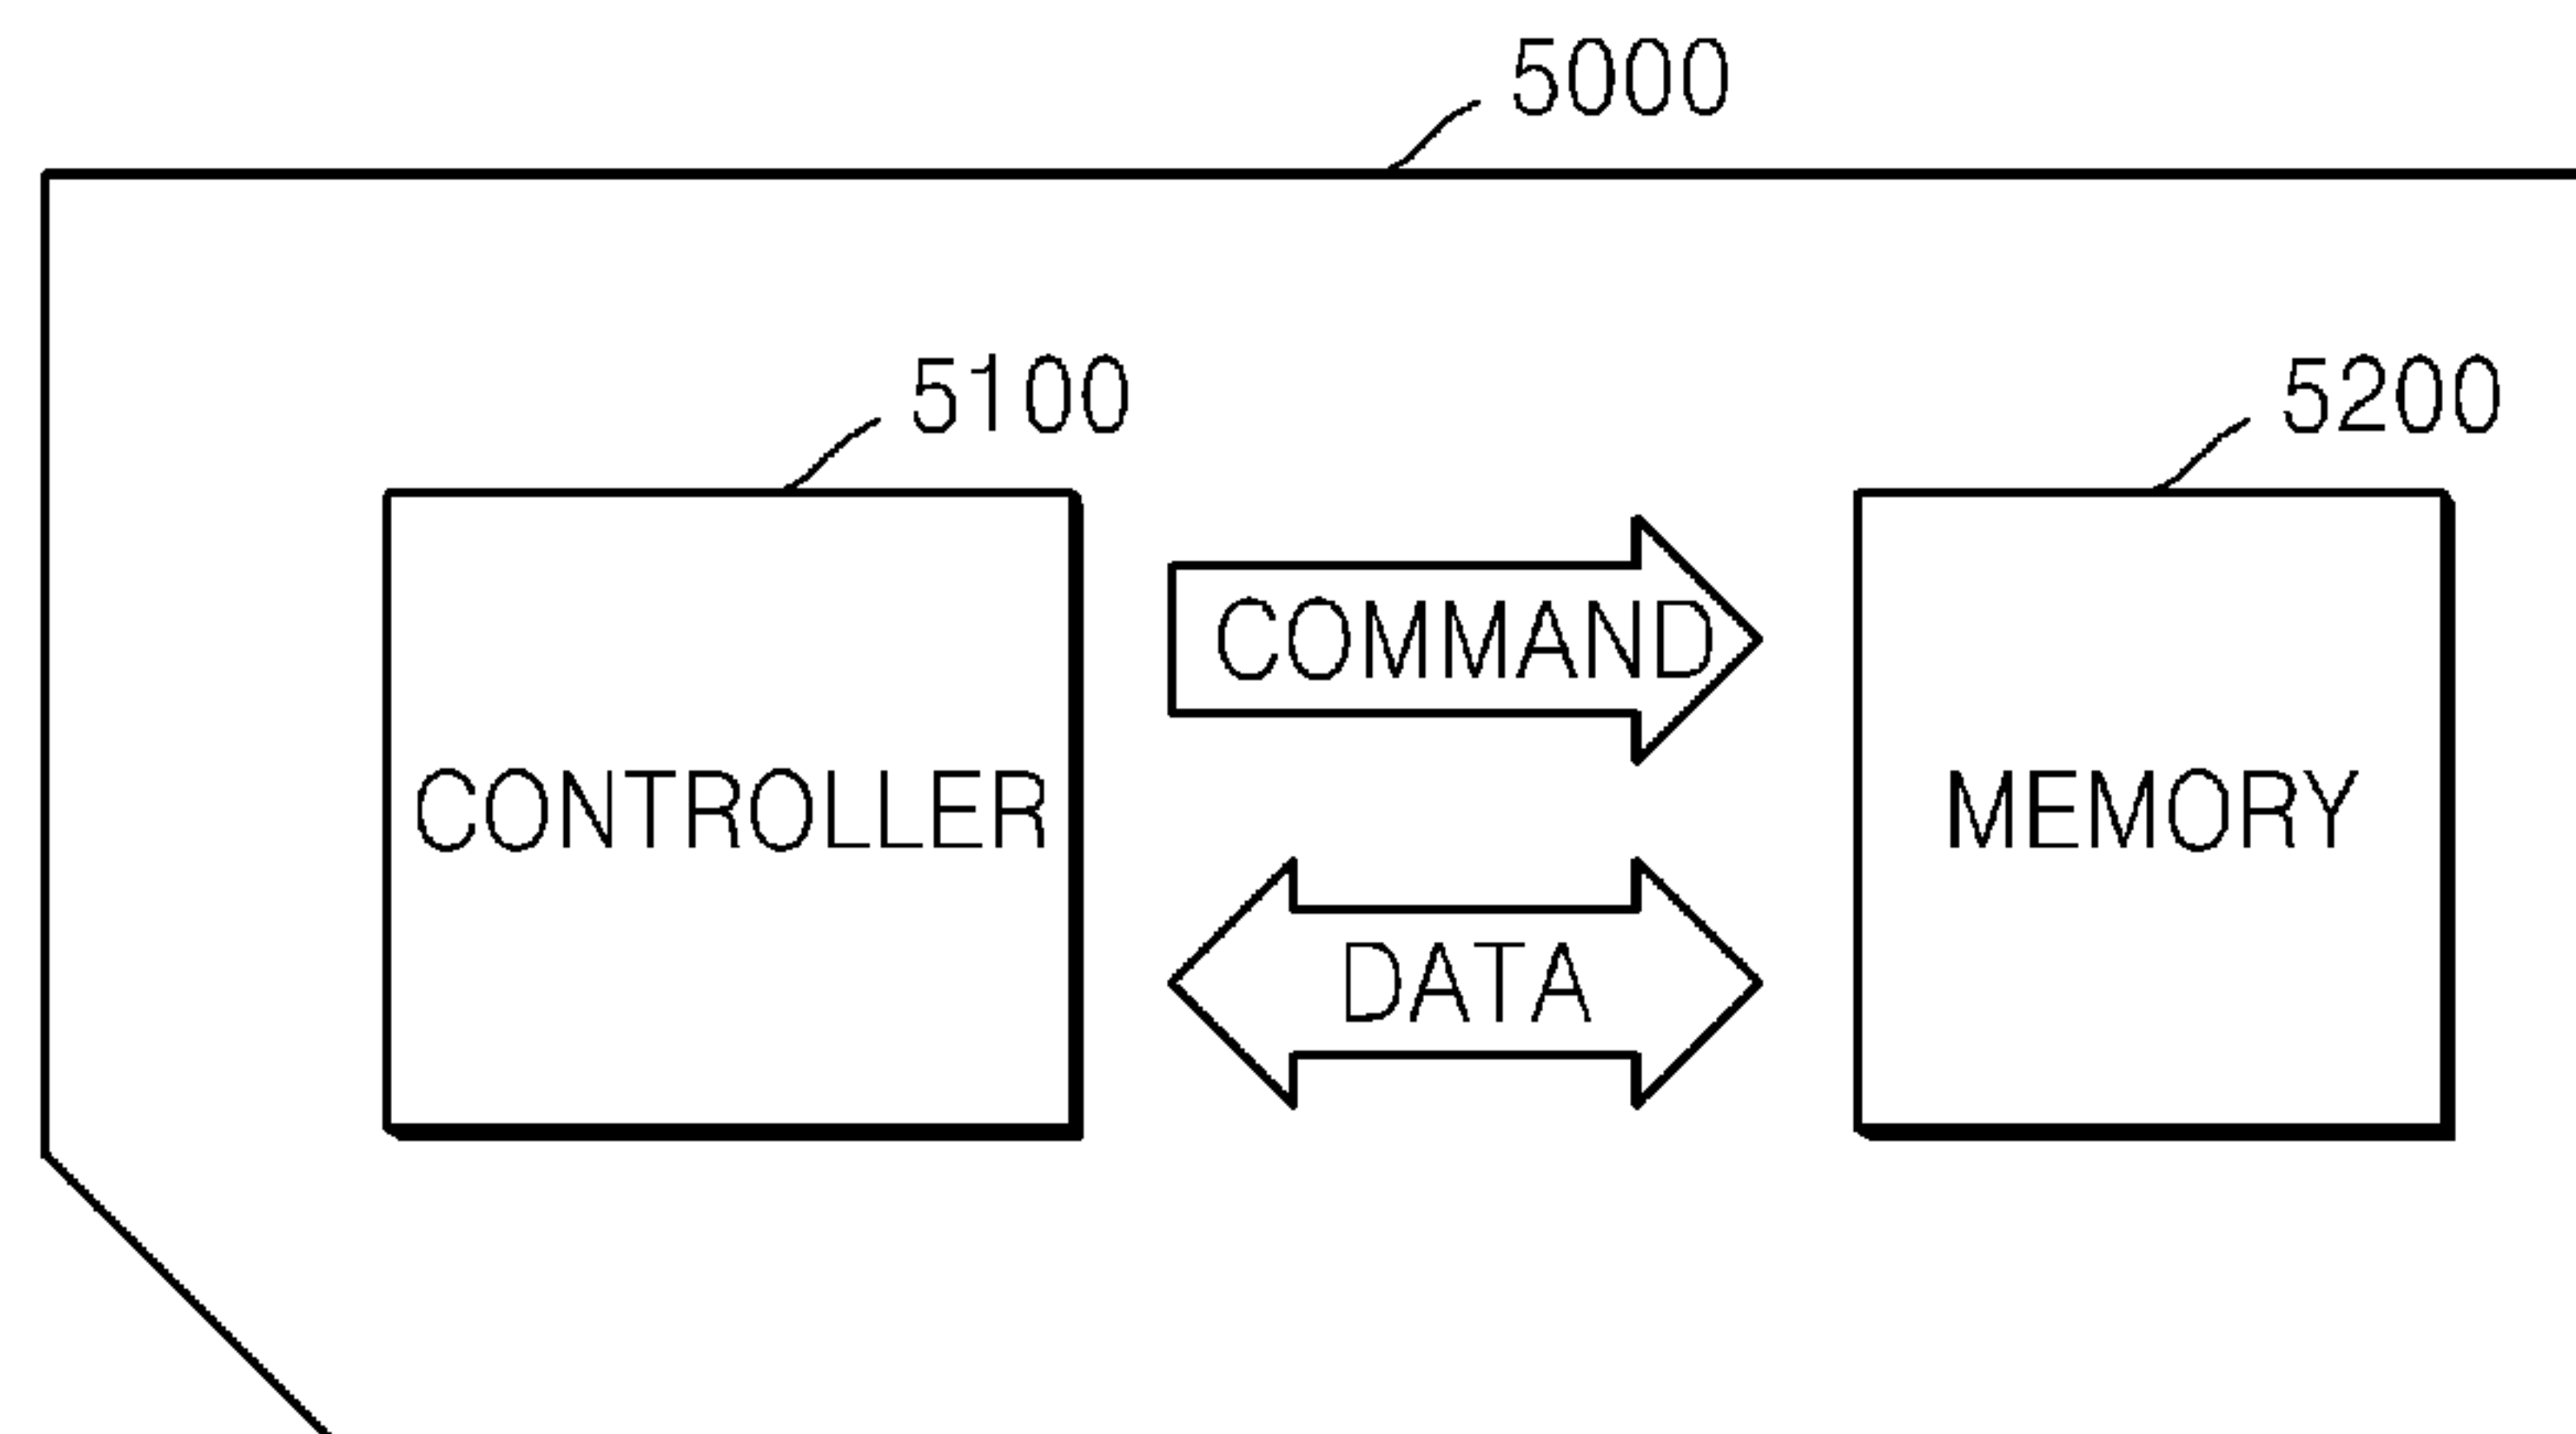 5000
5100
5200
COMMAND
CONTROLLER
MEMORY
DATA